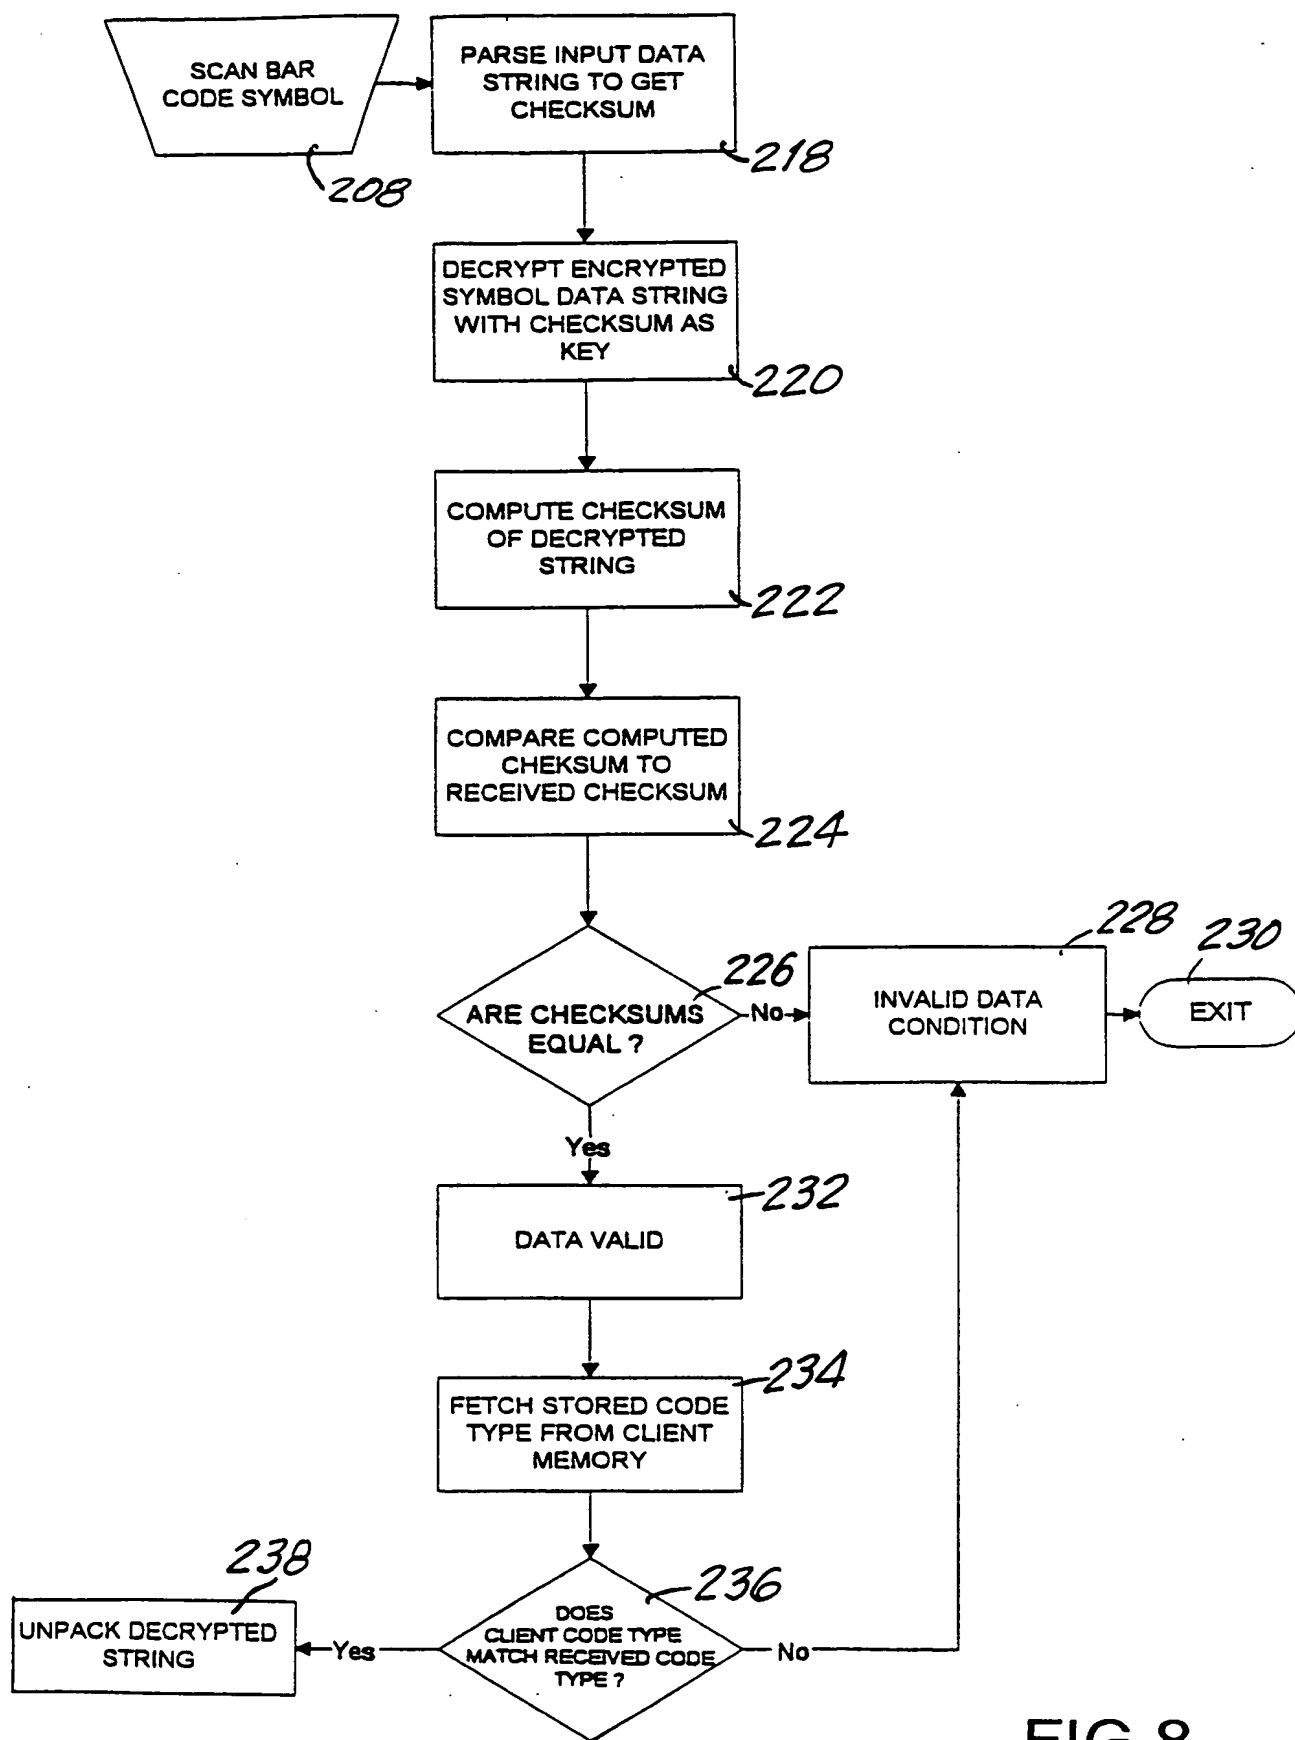 SCAN BAR
CODE SYMBOL
208
PARSE INPUT DATA
STRING TO GET
CHECKSUM
218
DECRYPT ENCRYPTED
SYMBOL DATA STRING
WITH CHECKSUM AS
KEY
220
COMPUTE CHECKSUM
OF DECRYPTED
STRING
222
COMPARE COMPUTED
CHEKSUM TO
RECEIVED CHECKSUM
224
ARE CHECKSUMS
EQUAL ?
226
No
INVALID DATA
CONDITION
228
EXIT
230
Yes
DATA VALID
232
FETCH STORED CODE
TYPE FROM CLIENT
MEMORY
234
DOES
CLIENT CODE TYPE
MATCH RECEIVED CODE
TYPE ?
236
No
Yes
UNPACK DECRYPTED
STRING
238
FIG. 8